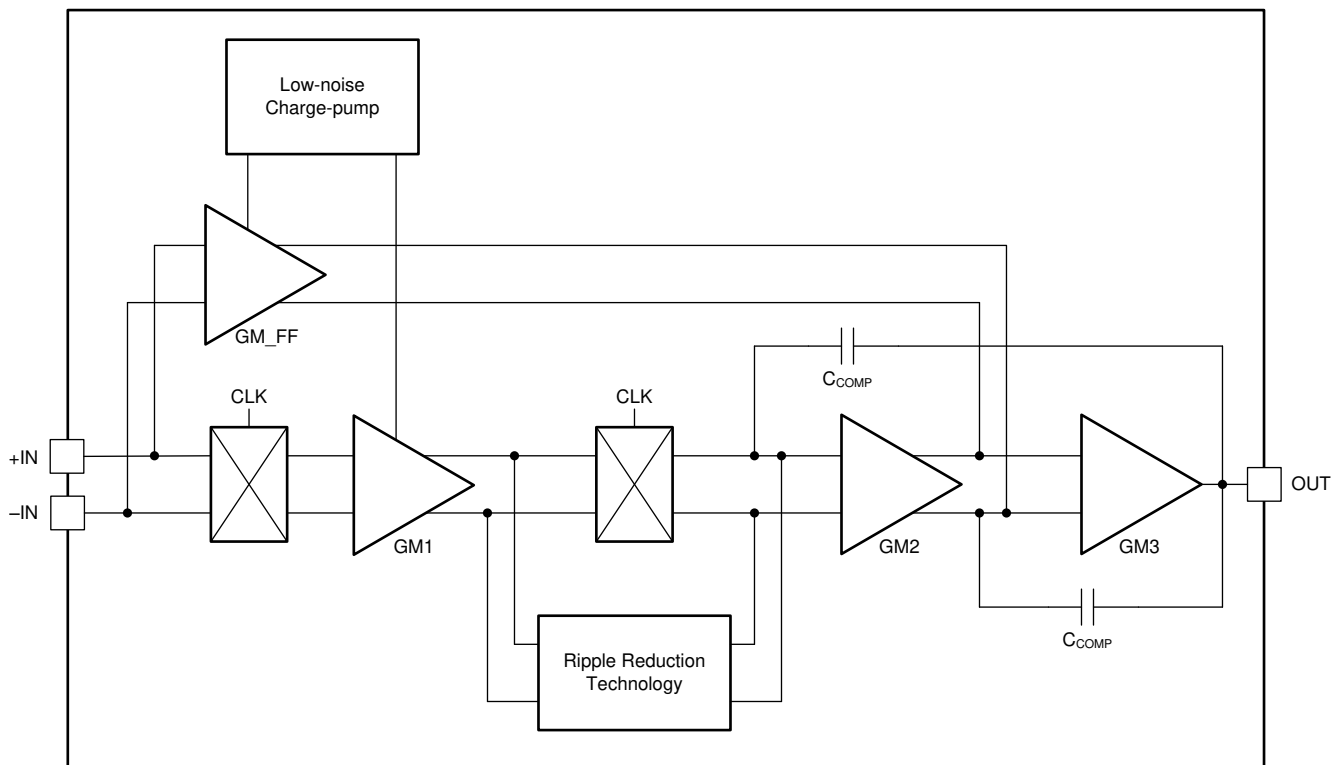 Low-noise
Charge-pump
GM_FF
CCOMP
CLK
CLK
+IN
–IN
OUT
GM1
GM2
GM3
CCOMP
Ripple Reduction
Technology